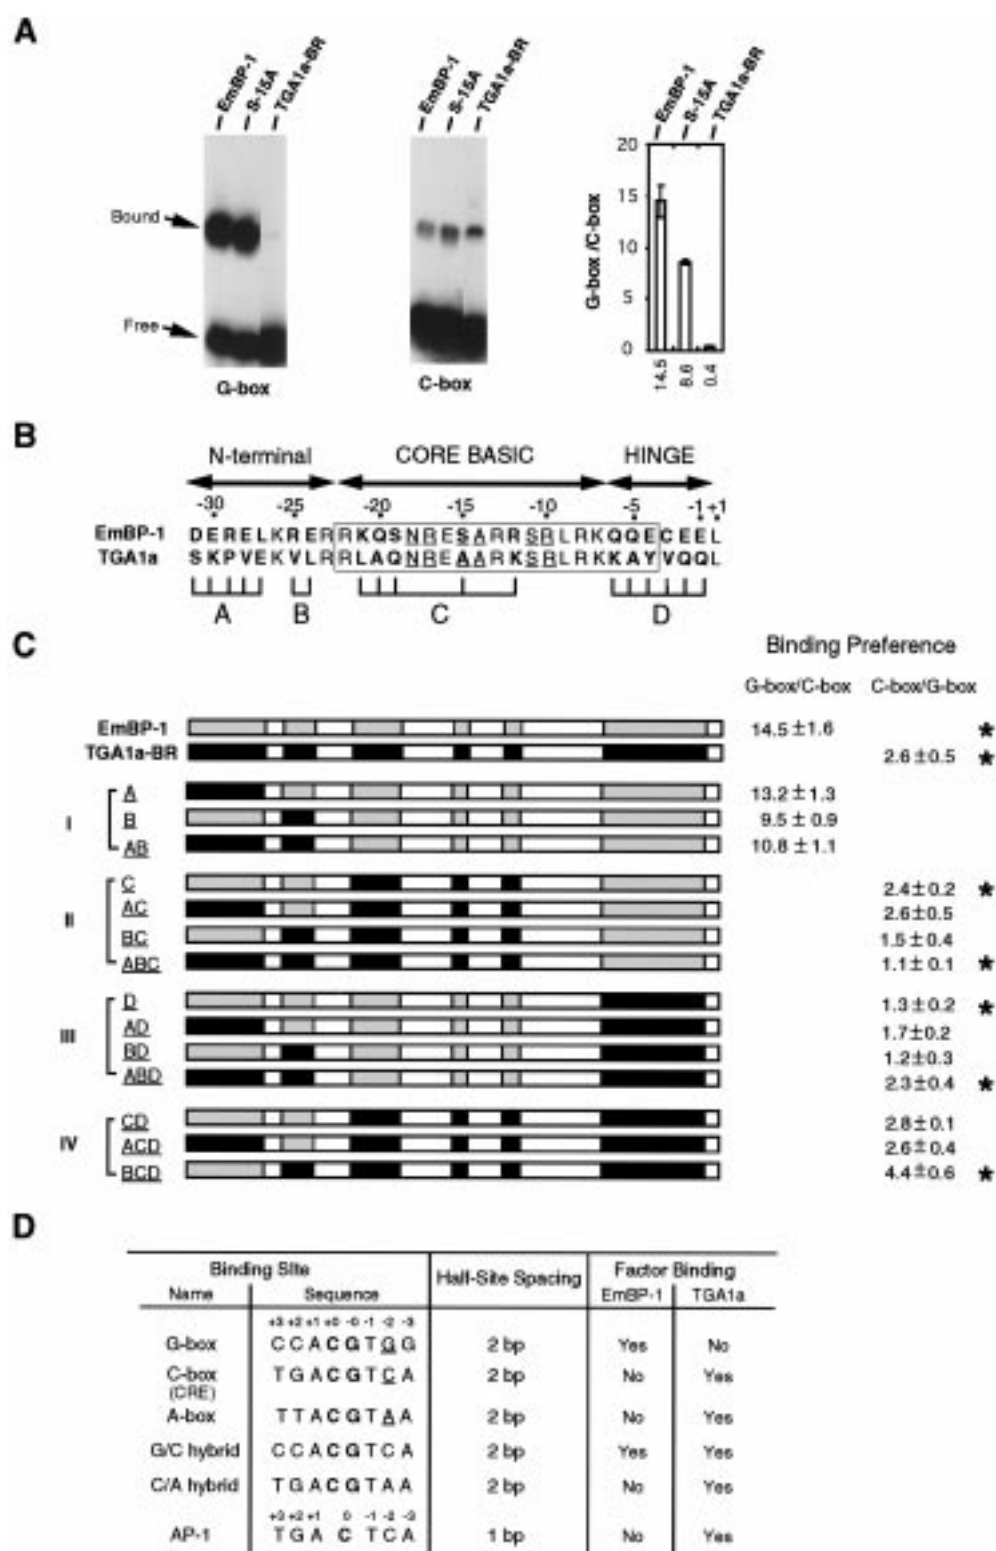 A
EmBP-1
S-15A
TGA1a-BR
EmBP-1
S-15A
TGA1a-BR
EmBP-1
S-15A
TGA1a-BR
Bound
Free
G-box
C-box
G-box /C-box
20
15
10
5
0
14.5
8.6
0.4
B
N-terminal CORE BASIC HINGE
-30 -25 -20 -15 -10 -5 -1 +1
EmBP-1 DERELKRERRKQSNRESARRSRLRKQQECEEL
TGA1a SKPVEKVLRRLAQNREAARKSRLRKKAYVQQL
A B C D
C
Binding Preference
G-box/C-box C-box/G-box
EmBP-1 14.5±1.6 *
TGA1a-BR 2.6±0.5 *
I
A 13.2±1.3
B 9.5±0.9
AB 10.8±1.1
II
C 2.4±0.2 *
AC 2.6±0.5
BC 1.5±0.4
ABC 1.1±0.1 *
III
D 1.3±0.2 *
AD 1.7±0.2
BD 1.2±0.3
ABD 2.3±0.4 *
IV
CD 2.8±0.1
ACD 2.6±0.4
BCD 4.4±0.6 *
D
Binding Site Half-Site Spacing Factor Binding
Name Sequence EmBP-1 TGA1a
+3 +2 +1 +0 -0 -1 -2 -3
G-box C C A C G T G G 2 bp Yes No
C-box T G A C G T C A 2 bp No Yes
(CRE)
A-box T T A C G T A A 2 bp No Yes
G/C hybrid C C A C G T C A 2 bp Yes Yes
C/A hybrid T G A C G T A A 2 bp No Yes
+3 +2 +1 0 -1 -2 -3
AP-1 T G A C T C A 1 bp No Yes